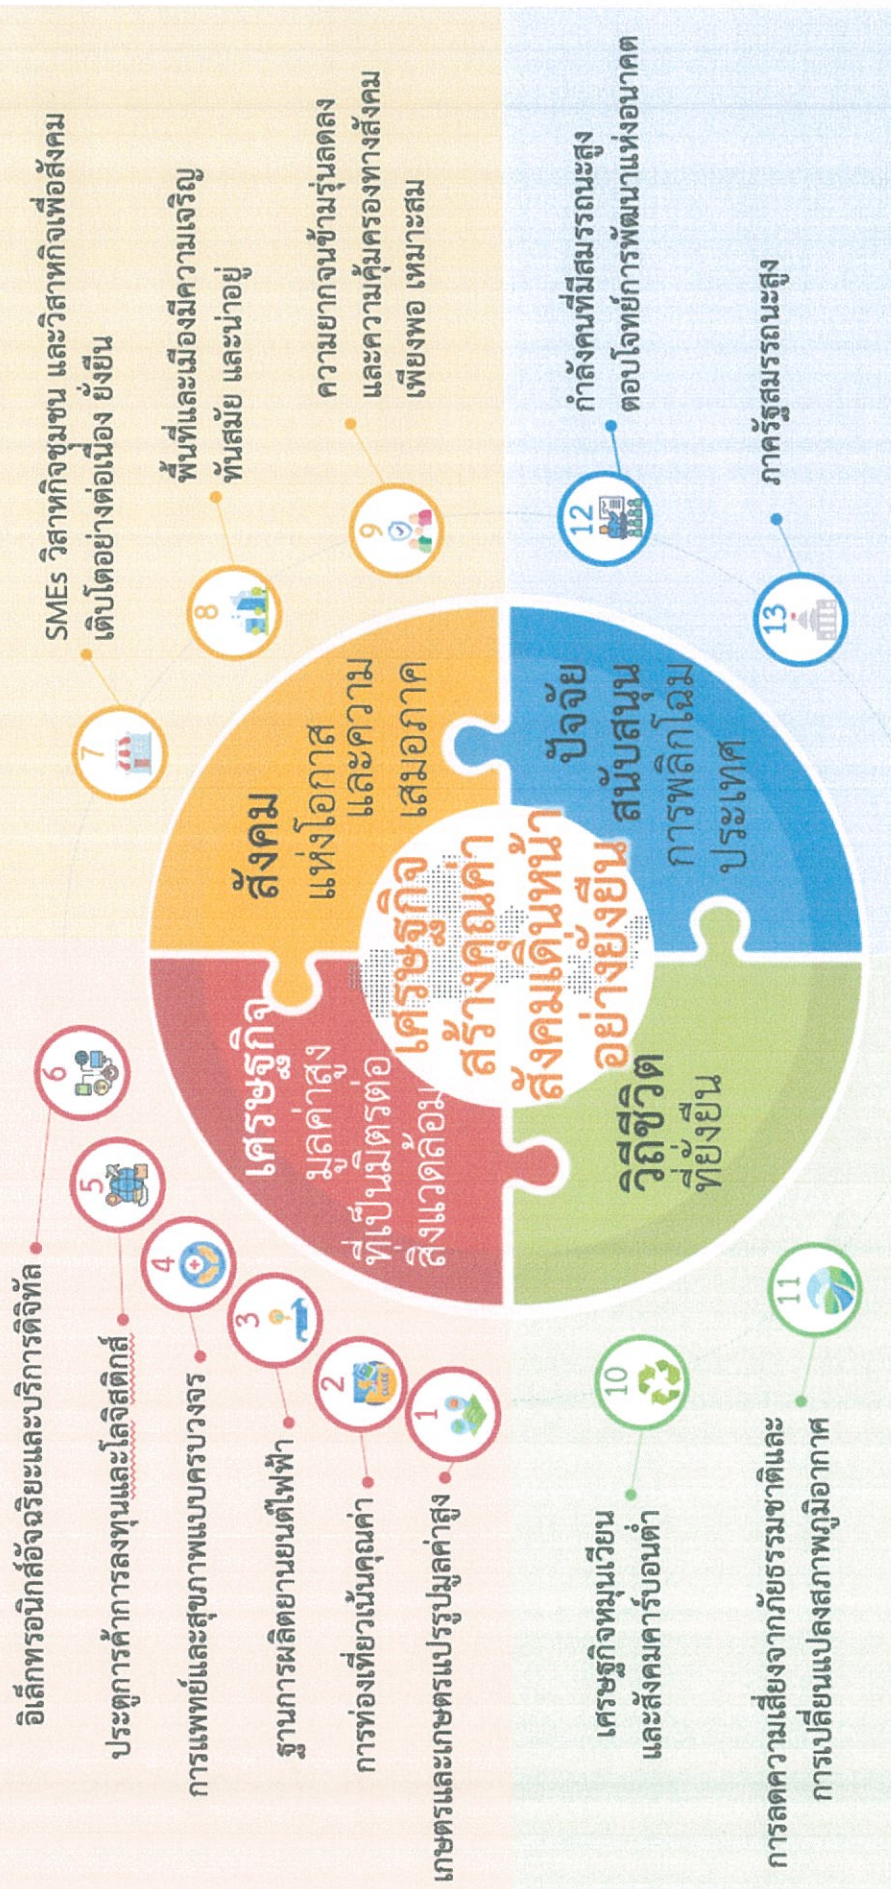 อิเล็กทรอนิกส์อัจฉริยะและบริการดิจิทัล
6
ประตูการค้าการลงทุนและโลจิสติกส์
5
การแพทย์และสุขภาพแบบครบวงจร
4
ฐานการผลิตยานยนต์ไฟฟ้า
3
การท่องเที่ยวเน้นคุณค่า
2
เกษตรและเกษตรแปรรูปมูลค่าสูง
1
เศรษฐกิจ
มูลค่าสูง
ที่เป็นมิตรต่อ
สิ่งแวดล้อม
SMEs วิสาหกิจชุมชน และวิสาหกิจเพื่อสังคม
เติบโตอย่างต่อเนื่อง ยั่งยืน
7
พื้นที่และเมืองมีความเจริญ
ทันสมัย และน่าอยู่
8
ความยากจนข้ามรุ่นลดลง
และความคุ้มครองทางสังคม
เพียงพอ เหมาะสม
9
สังคม
แห่งโอกาส
และความ
เสมอภาค
เศรษฐกิจ
สร้างคุณค่า
สังคมเดินหน้า
อย่างยั่งยืน
วิถีชีวิต
ที่ยั่งยืน
10
เศรษฐกิจหมุนเวียน
และสังคมคาร์บอนต่ำ
11
การลดความเสี่ยงจากภัยธรรมชาติและ
การเปลี่ยนแปลงสภาพภูมิอากาศ
ปัจจัย
สนับสนุน
การพลิกโฉม
ประเทศ
12
กำลังคนที่มีสมรรถนะสูง
ตอบโจทย์การพัฒนาแห่งอนาคต
13
ภาครัฐสมรรถนะสูง